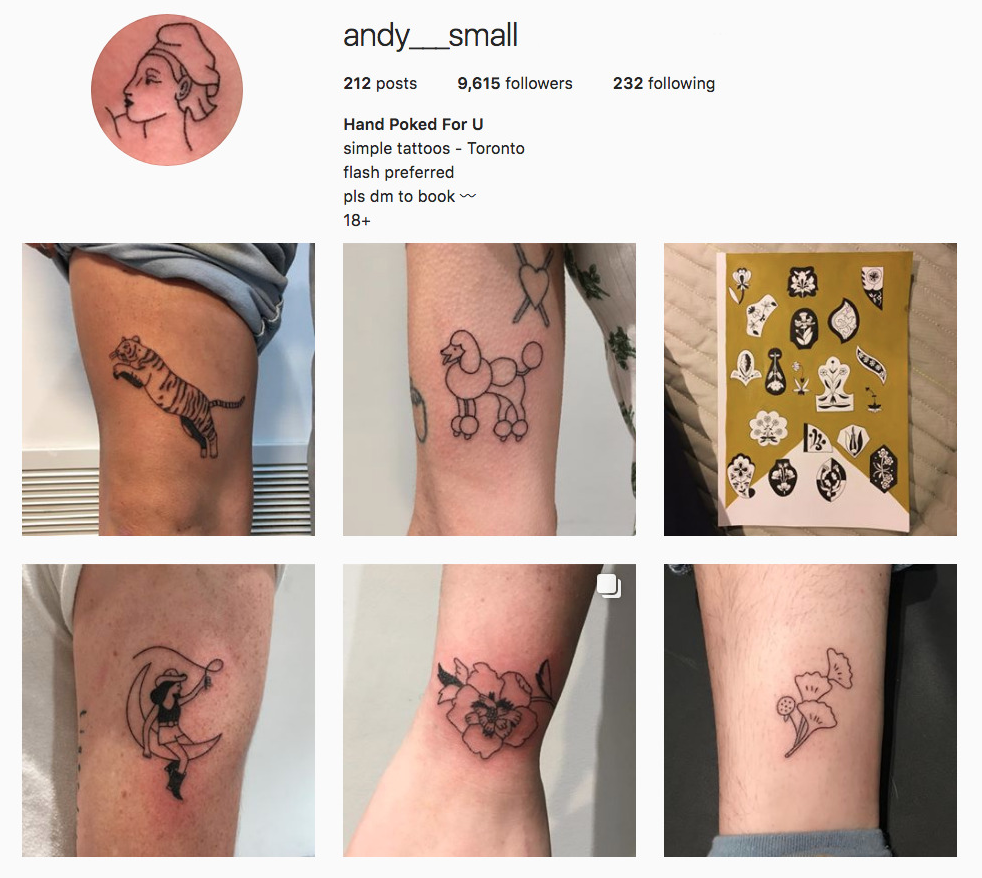 andy___small
212 posts 9,615 followers 232 following
Hand Poked For U
simple tattoos - Toronto
flash preferred
pls dm to book 〰
18+